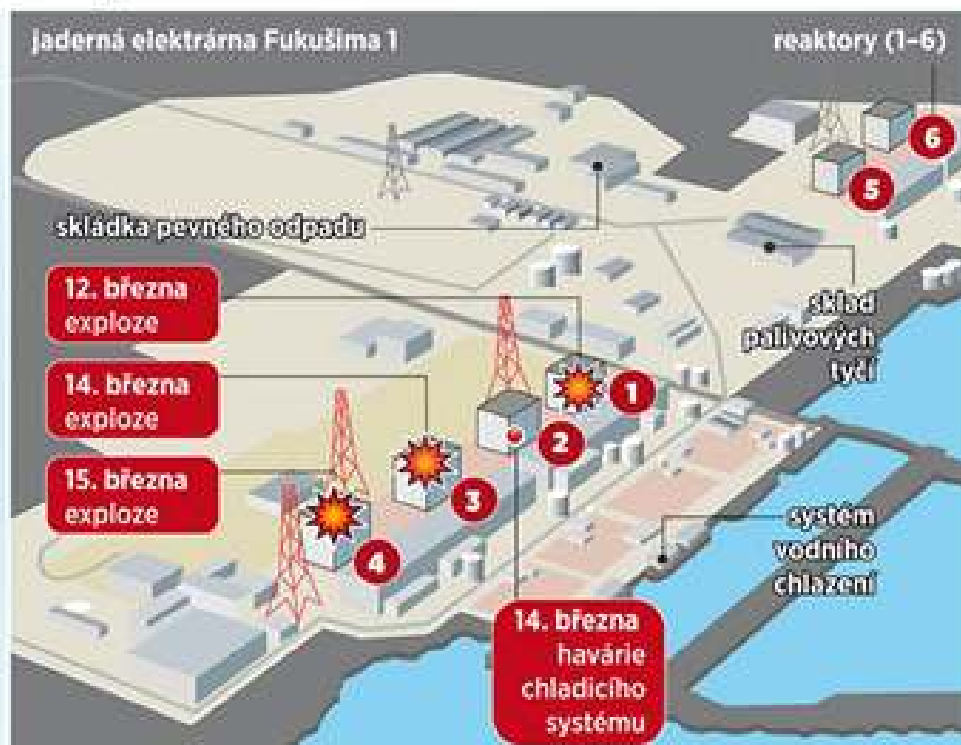 jaderná elektrárna Fukušima 1
reaktory (1–6)
6
5
skládka pevného odpadu
12. března
exploze
sklad
palivových
tyčí
14. března
exploze
1
2
15. března
exploze
3
4
systém
vodního
chlazení
14. března
havárie
chladicího
systému